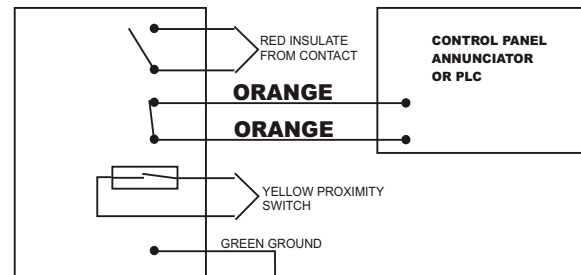 RED INSULATE
FROM CONTACT
CONTROL PANEL
ANNUNCIATOR
OR PLC
ORANGE
ORANGE
YELLOW PROXIMITY
SWITCH
GREEN GROUND